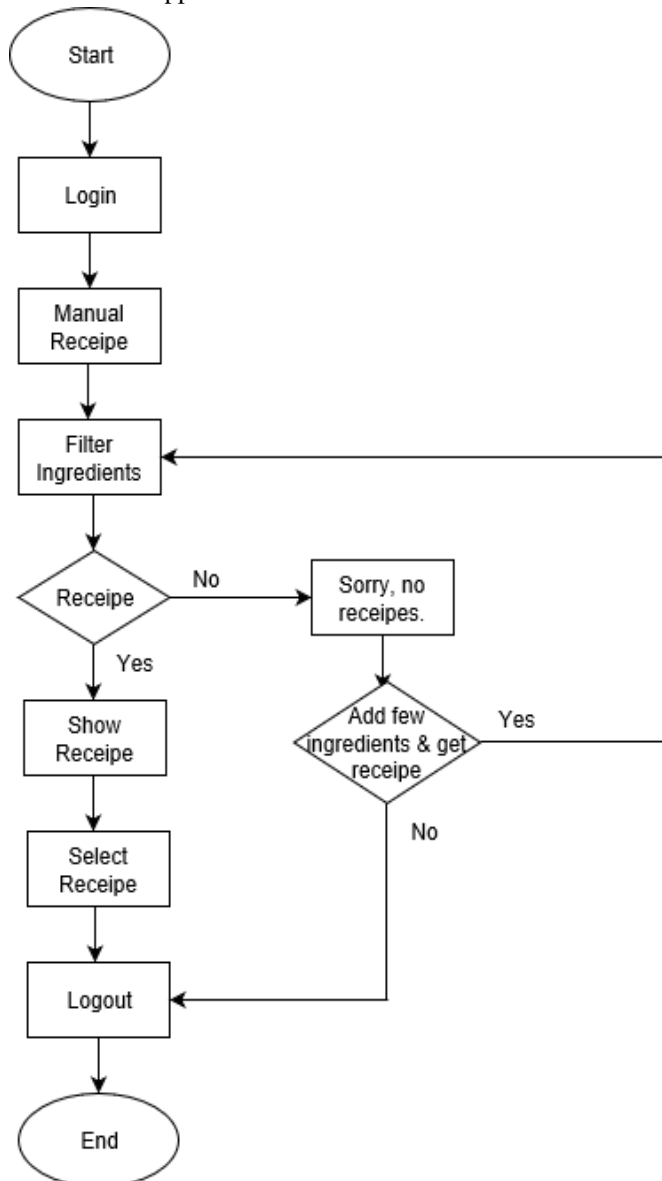 Start
Login
Manual
Receipe
Filter
Ingredients
Receipe
No
Sorry, no
receipes.
Yes
Show
Receipe
Add few
ingredients & get
receipe
Yes
No
Select
Receipe
Logout
End